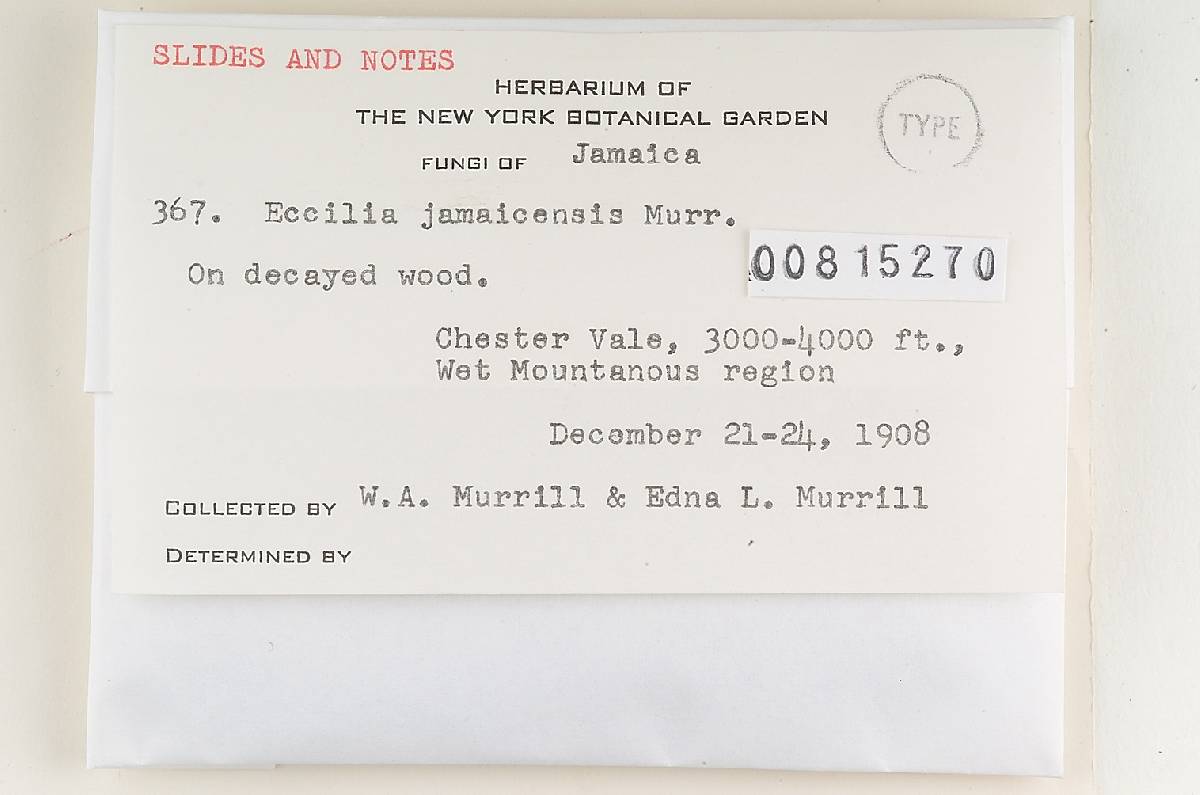 SLIDES AND NOTES
HERBARIUM OF
THE NEW YORK BOTANICAL GARDEN
TYPE
FUNGI OF Jamaica
367. Eccilia jamaicensis Murr.
00815270
On decayed wood.
Chester Vale, 3000-4000 ft.,
Wet Mountanous region
December 21-24, 1908
COLLECTED BY W.A. Murrill & Edna L. Murrill
DETERMINED BY